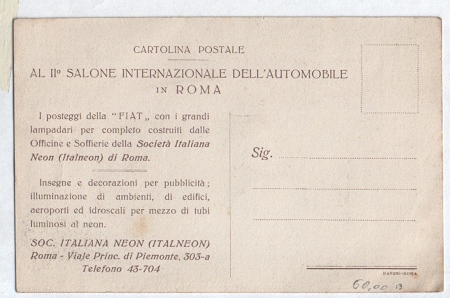 CARTOLINA POSTALE
AL IIº SALONE INTERNAZIONALE DELL'AUTOMOBILE
IN ROMA
I posteggi della "FIAT„ con i grandi
lampadari per completo costruiti dalle
Officine e Soffierie della Società Italiana
Neon (Italneon) di Roma.
Insegne e decorazioni per pubblicità;
illuminazione di ambienti, di edifici,
aeroporti ed idroscali per mezzo di tubi
luminosi al neon.
SOC. ITALIANA NEON (ITALNEON)
Roma - Viale Princ. di Piemonte, 303-a
Telefono 43-704
Sig.
60,00